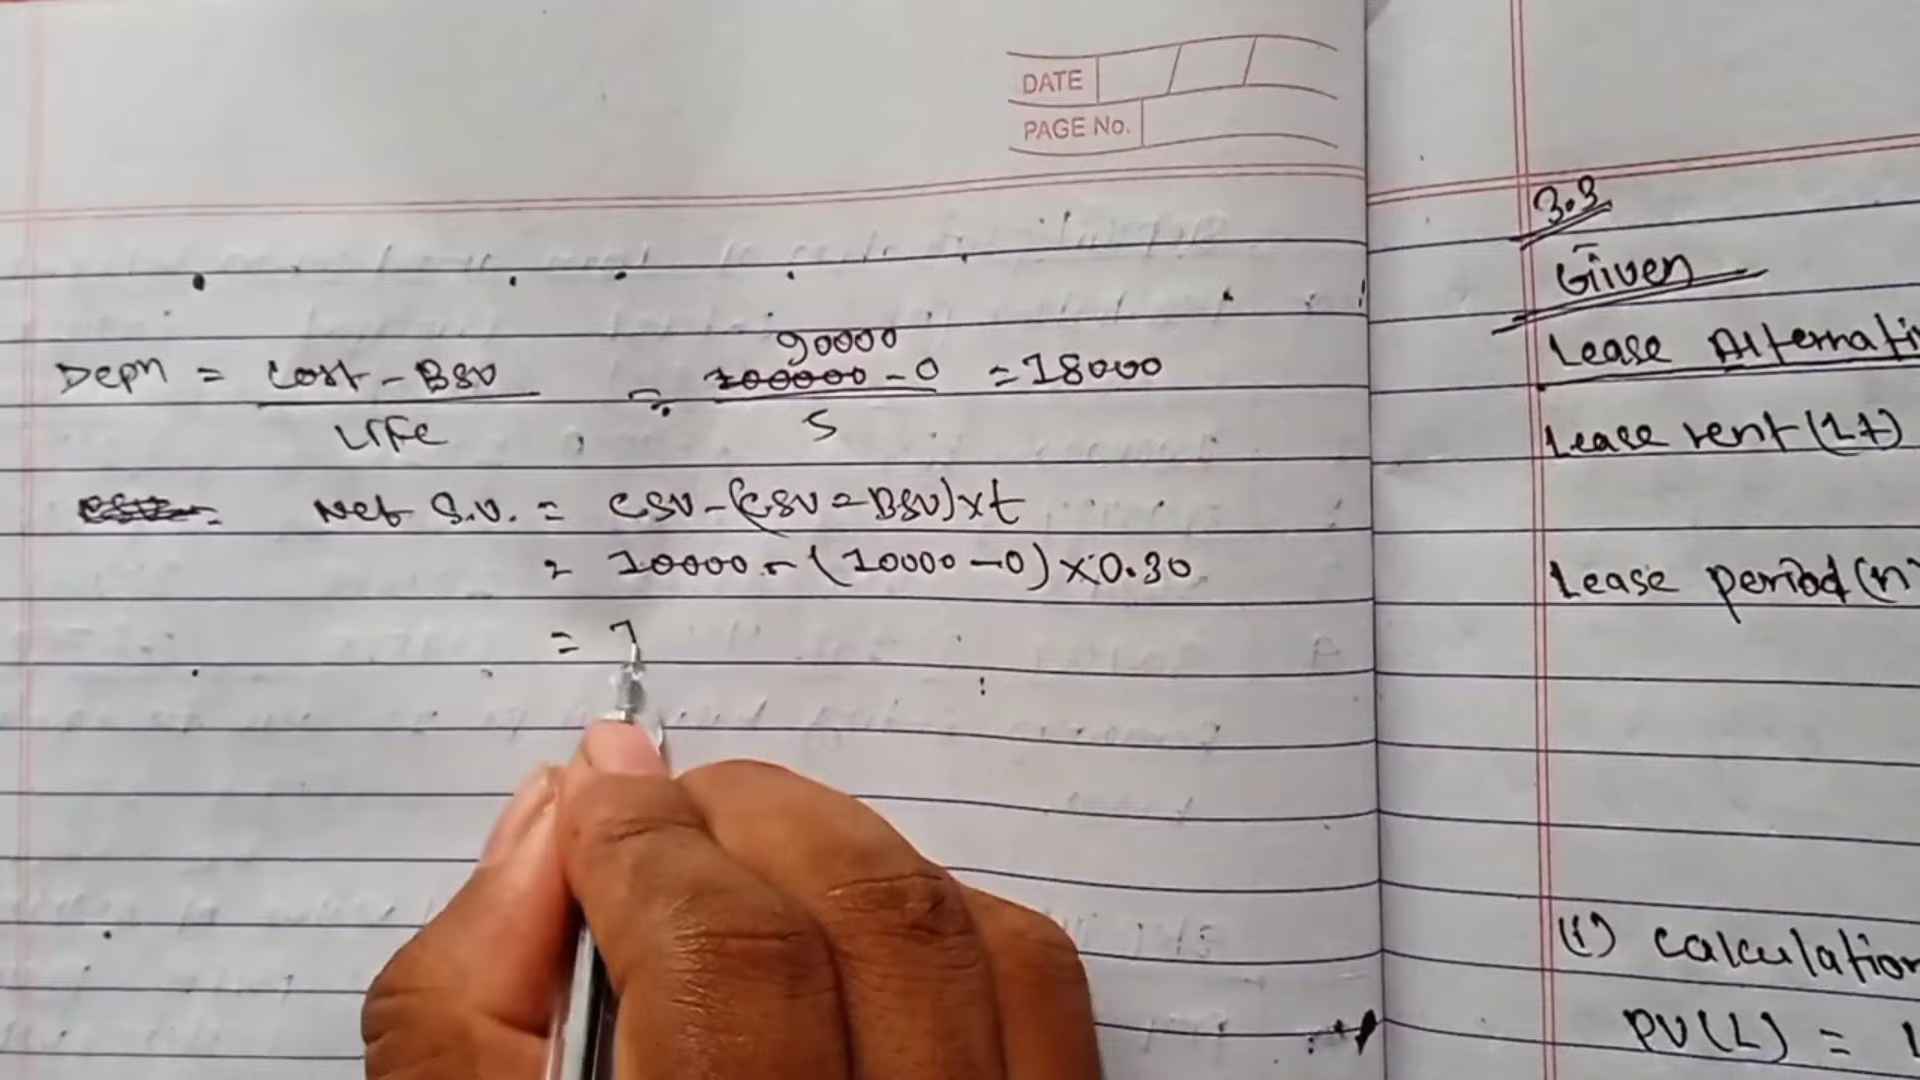 DATE
PAGE No.
90000
Depn = Cost - BSV = 100000 - 0 = 18000
Life 5
Net S.V. = CSV - (CSV - BSV) x t
= 10000 - (10000 - 0) x 0.30
= 7
3.3
Given
Lease Alternati
Lease rent (Lt)
Lease period (n)
(i) calculation
PV(L) = L